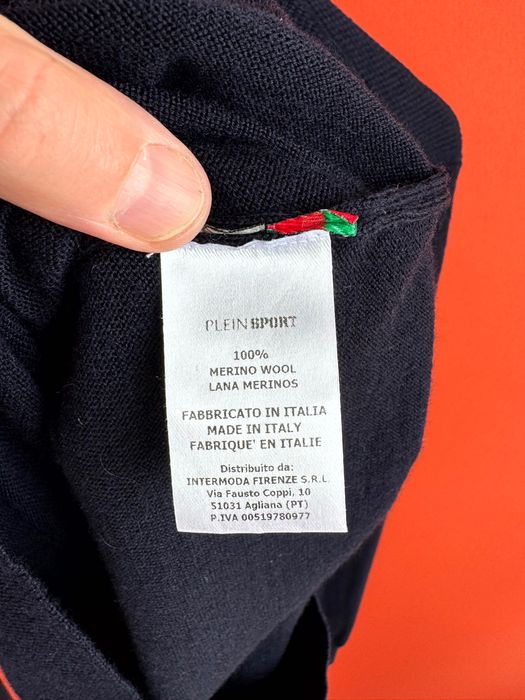 PLEIN SPORT
100%
MERINO WOOL
LANA MERINOS
FABBRICATO IN ITALIA
MADE IN ITALY
FABRIQUE' EN ITALIE
Distribuito da:
INTERMODA FIRENZE S.R.L
Via Fausto Coppi, 10
51031 Agliana (PT)
P.IVA 00519780977